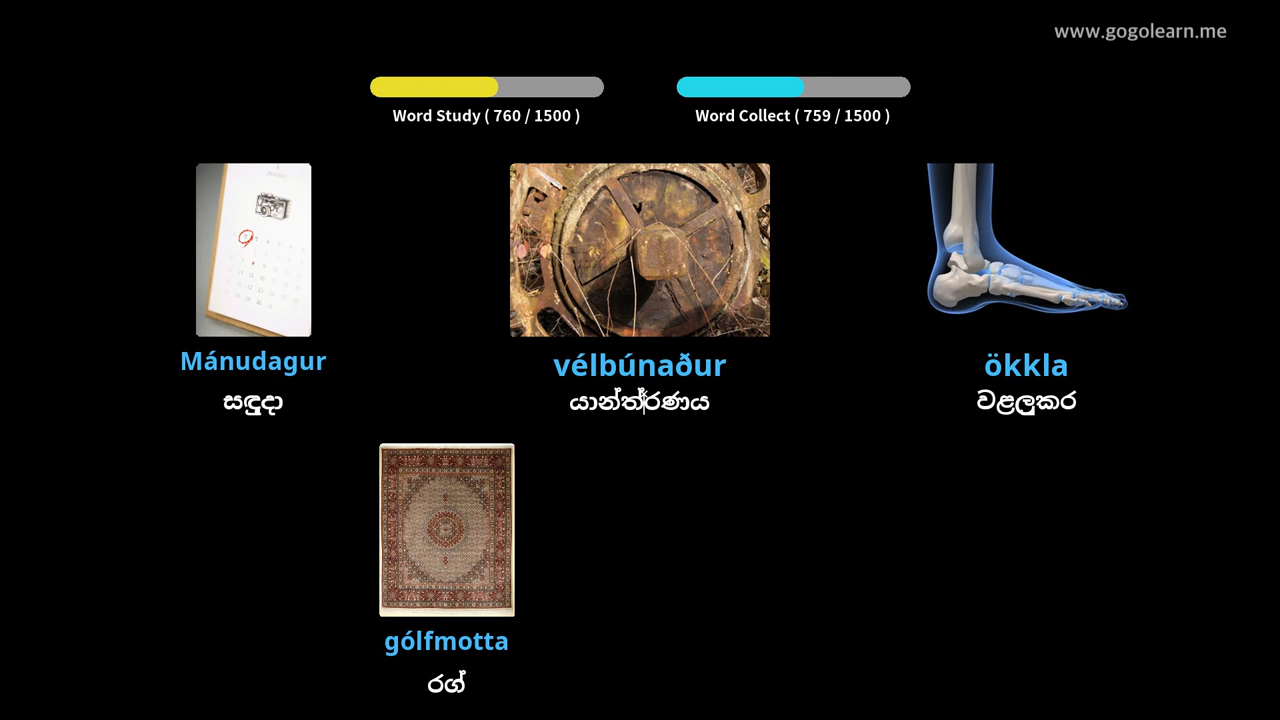 www.gogolearn.me
Word Study ( 760 / 1500 )
Word Collect ( 759 / 1500 )
Mánudagur
සඳුදා
vélbúnaður
යාන්ත්‍රණය
ökkla
වළලුකර
gólfmotta
රග්